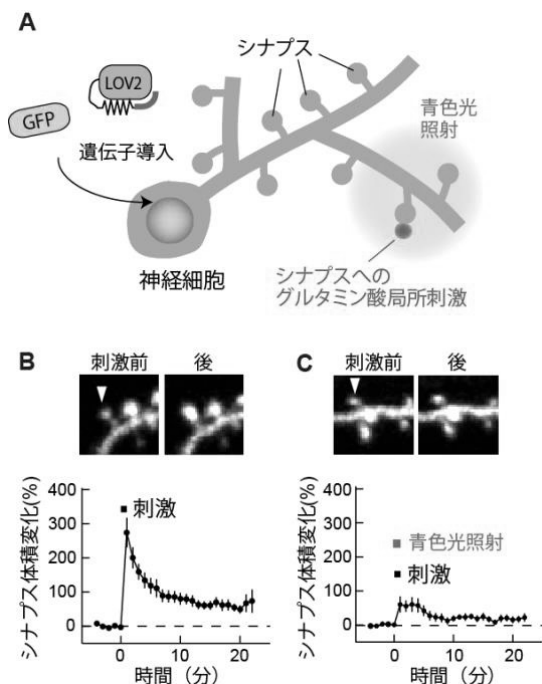 A
シナプス
LOV2
GFP
遺伝子導入
青色光
照射
神経細胞
シナプスへの
グルタミン酸局所刺激
B
刺激前
後
シナプス体積変化(%)
400
300
200
100
0
刺激
0
10
20
時間（分）
C
刺激前
後
シナプス体積変化(%)
400
300
200
100
0
青色光照射
刺激
0
10
20
時間（分）